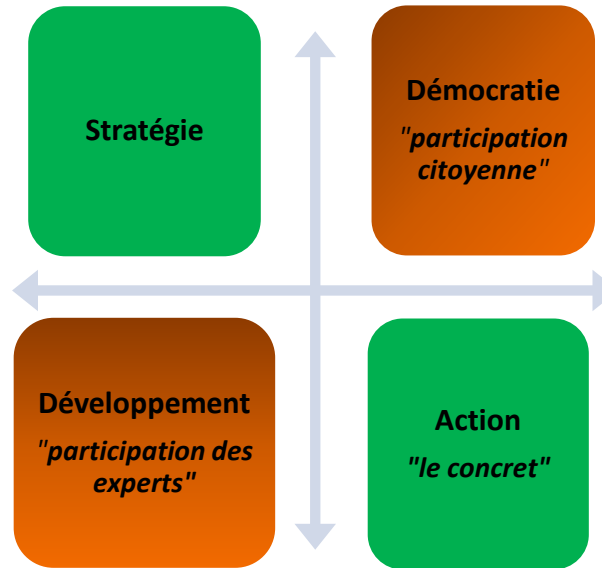 Stratégie
Démocratie
"participation
citoyenne"
Développement
"participation des
experts"
Action
"le concret"